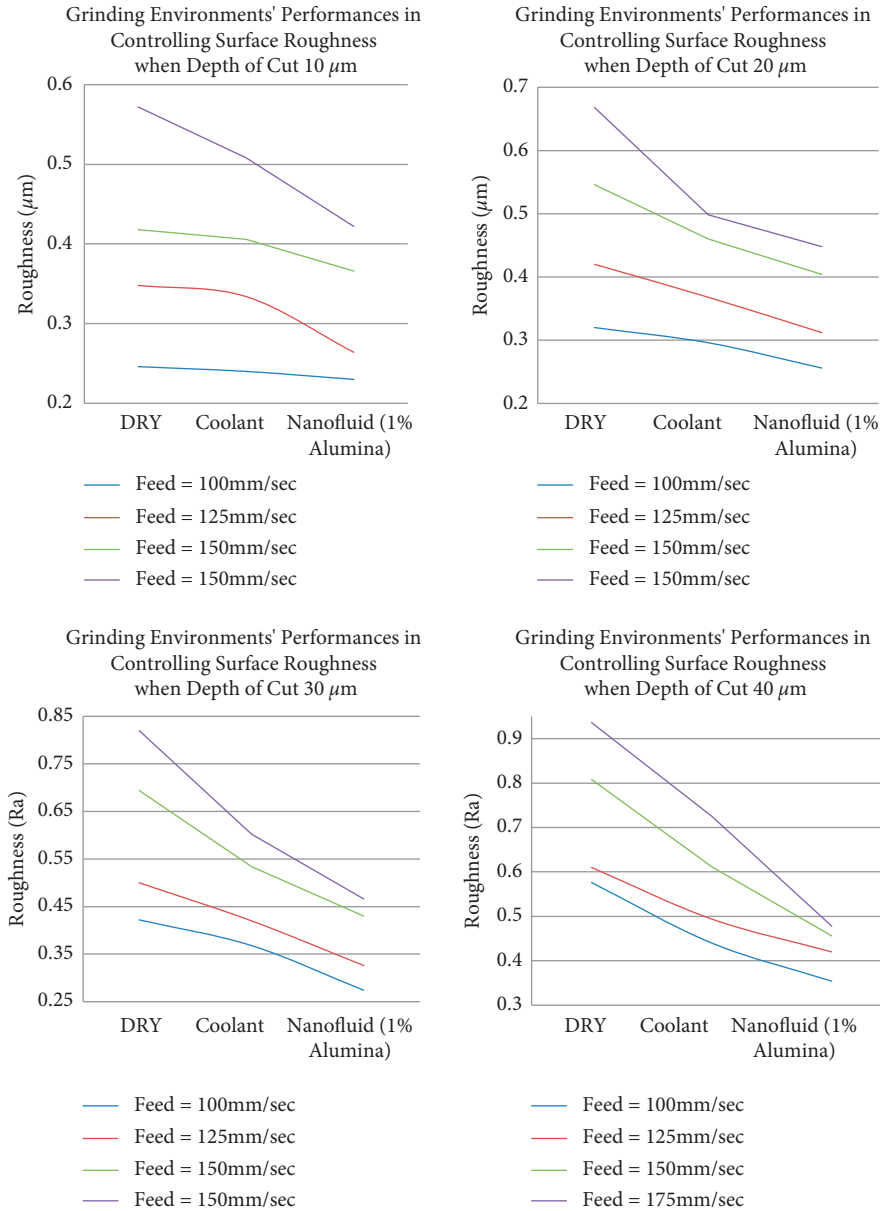 Grinding Environments' Performances in
Controlling Surface Roughness
when Depth of Cut 10 µm
0.6
0.5
0.4
0.3
0.2
Roughness (µm)
DRY
Coolant
Nanofluid (1%
Alumina)
Feed = 100mm/sec
Feed = 125mm/sec
Feed = 150mm/sec
Feed = 150mm/sec
Grinding Environments' Performances in
Controlling Surface Roughness
when Depth of Cut 20 µm
0.7
0.6
0.5
0.4
0.3
0.2
Roughness (µm)
DRY
Coolant
Nanofluid (1%
Alumina)
Feed = 100mm/sec
Feed = 125mm/sec
Feed = 150mm/sec
Feed = 150mm/sec
Grinding Environments' Performances in
Controlling Surface Roughness
when Depth of Cut 30 µm
0.85
0.75
0.65
0.55
0.45
0.35
0.25
Roughness (Ra)
DRY
Coolant
Nanofluid (1%
Alumina)
Feed = 100mm/sec
Feed = 125mm/sec
Feed = 150mm/sec
Feed = 150mm/sec
Grinding Environments' Performances in
Controlling Surface Roughness
when Depth of Cut 40 µm
0.9
0.8
0.7
0.6
0.5
0.4
0.3
Roughness (Ra)
DRY
Coolant
Nanofluid (1%
Alumina)
Feed = 100mm/sec
Feed = 125mm/sec
Feed = 150mm/sec
Feed = 175mm/sec